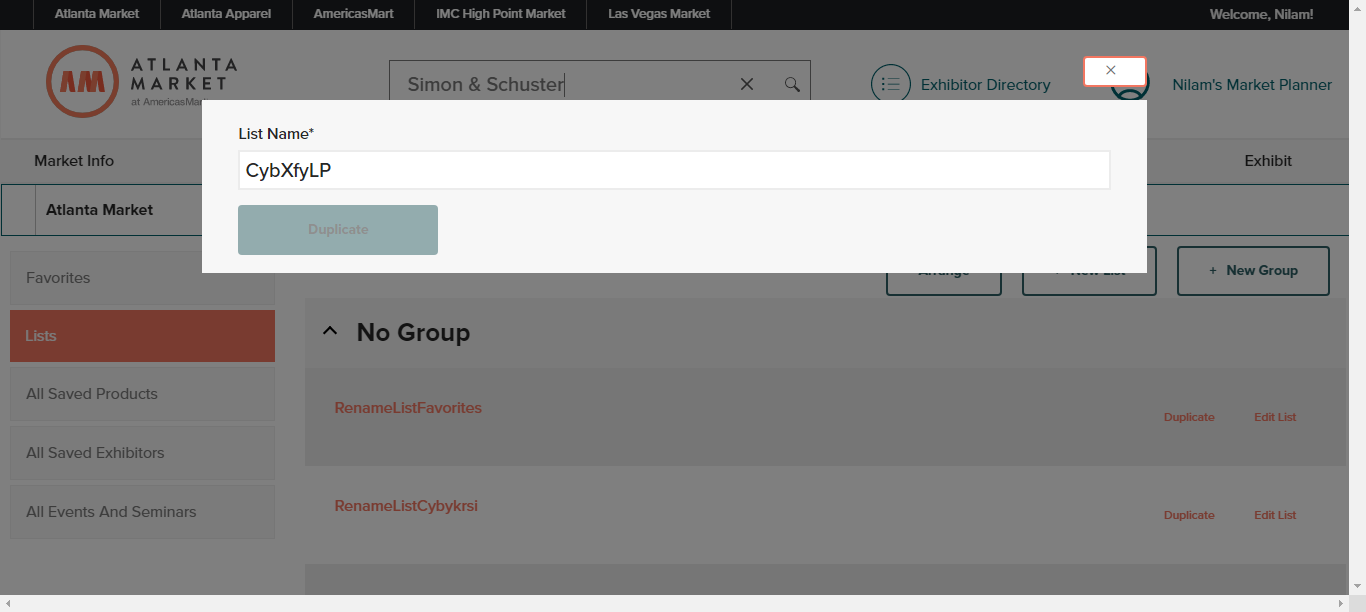 Atlanta Market Atlanta Apparel AmericasMart IMC High Point Market Las Vegas Market Welcome, Nilam!
AM ATLANTA
MARKET
at AmericasMart
Simon & Schuster
Exhibitor Directory
Nilam's Market Planner
List Name*
CybXfyLP
Duplicate
Market Info
Exhibit
Atlanta Market
Arrange
+ New List
+ New Group
Favorites
Lists
All Saved Products
All Saved Exhibitors
All Events And Seminars
No Group
RenameListFavorites
Duplicate Edit List
RenameListCybykrsi
Duplicate Edit List